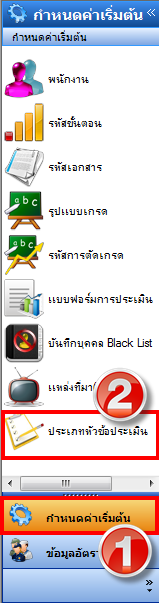 กำหนดค่าเริ่มต้น
กำหนดค่าเริ่มต้น
พนักงาน
รหัสขั้นตอน
รหัสเอกสาร
รูปแบบเกรด
รหัสการตัดเกรด
แบบฟอร์มการประเมิน
บันทึกบุคคล Black List
แหล่งที่มา
2
ประเภทหัวข้อประเมิน
กำหนดค่าเริ่มต้น
1
ข้อมูลอัตรา